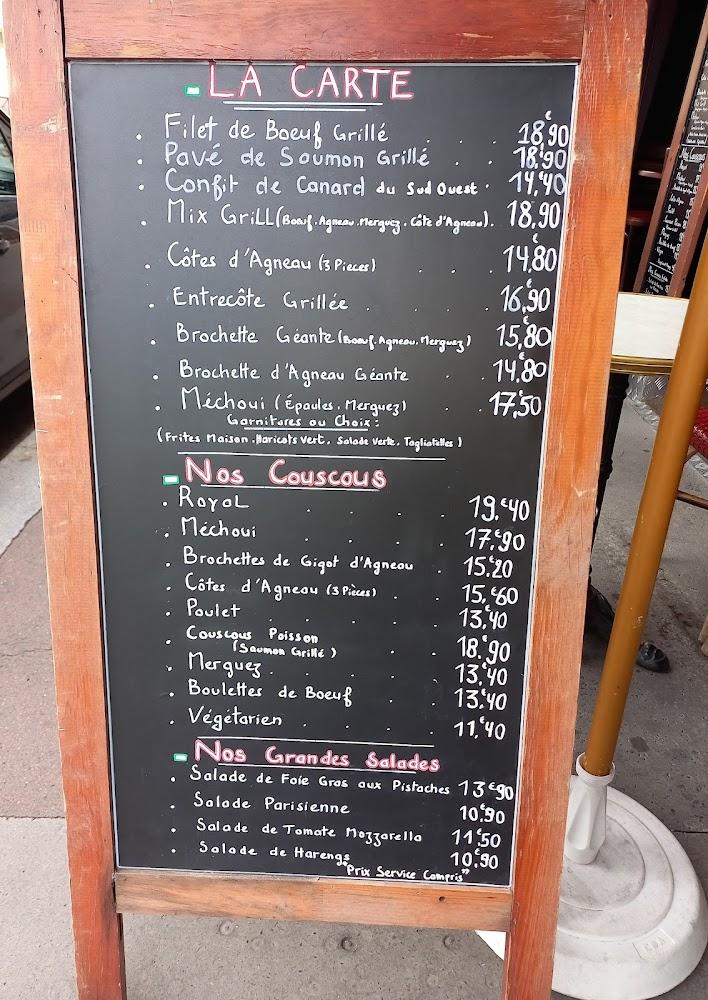 LA CARTE
Filet de Boeuf Grillé . . 18,€90
Pavé de Saumon Grillé . . 18,€90
Confit de Canard du Sud Ouest . 14,€40
Mix GriLL (Boeuf. Agneau. Merguez. Côte d'Agneau). 18,€90
Côtes d'Agneau (3 Pieces) . . . 14,€80
Entrecôte Grillée . . . 16,€90
Brochette Géante (Boeuf. Agneau. Merguez) 15,€80
Brochette d'Agneau Géante . . 14,€80
Méchoui (Épaules. Merguez) . . 17,€50
Garnitures au Choix :
(Frites Maison. Haricots Vert. Salade Verte. Tagliatelles)
Nos Couscous
RoyaL . . . . 19,€40
Méchoui . . . . 17,€90
Brochettes de Gigot d'Agneau . 15,€20
Côtes d'Agneau (3 Pièces) . . 15,€60
Poulet . . . . 13,€40
Couscous Poisson . . . 18,€90
(Saumon Grillé)
Merguez . . . . 13,€40
Boulettes de Boeuf . . 13,€40
Végétarien . . . . 11,€40
Nos Grandes Salades
Salade de Foie Gras aux Pistaches 13€90
Salade Parisienne 10,€90
Salade de Tomate Mozzarella 11,€50
Salade de Harengs 10,€90
"Prix Service Compris"